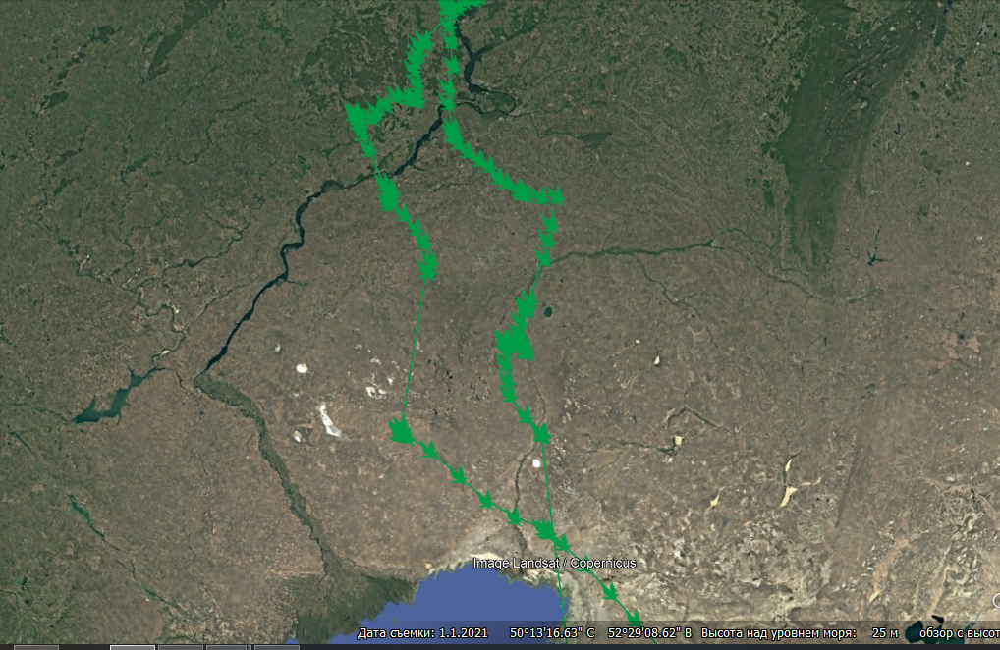 Image Landsat / Copernicus
Дата съемки: 1.1.2021 50°13'16.63" С 52°29'08.62" В Высота над уровнем моря: 25 м обзор с высот